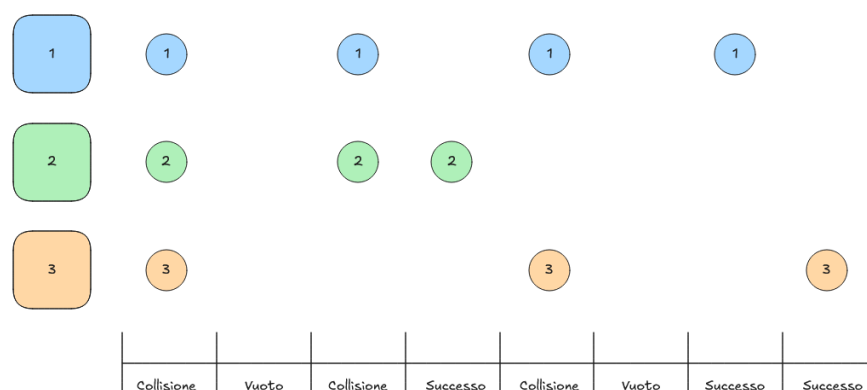 1 1 1 1 1
2 2 2 2
3 3 3 3
Collisione Vuoto Collisione Successo Collisione Vuoto Successo Successo